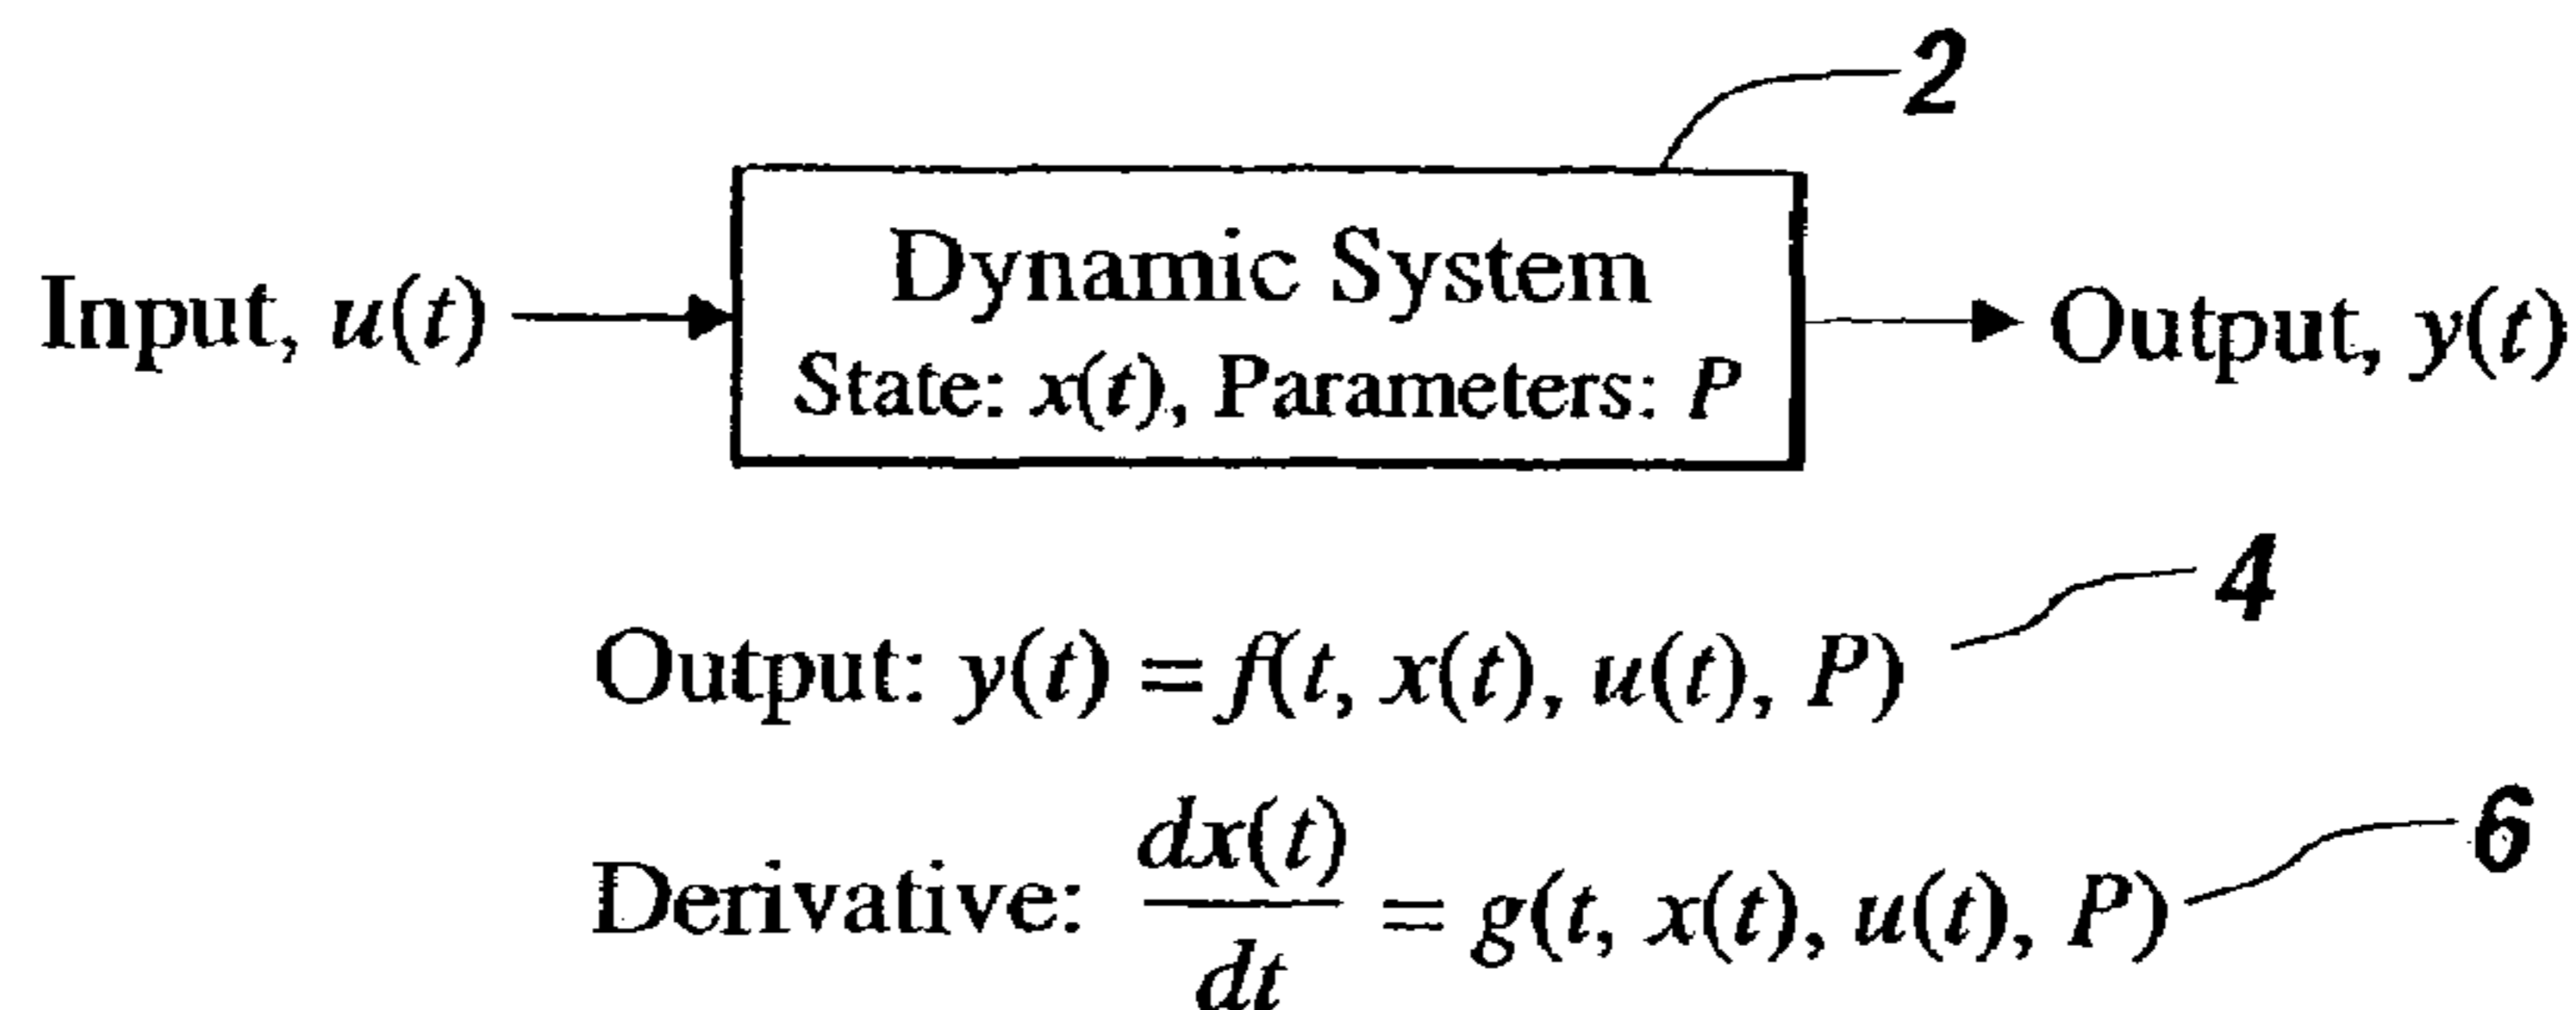 2
Dynamic System
Input, u(t)
State: x(t), Parameters: P
Output, y(t)
4
Output: y(t) = f(t, x(t), u(t), P)
6
Derivative: dx(t)/dt = g(t, x(t), u(t), P)